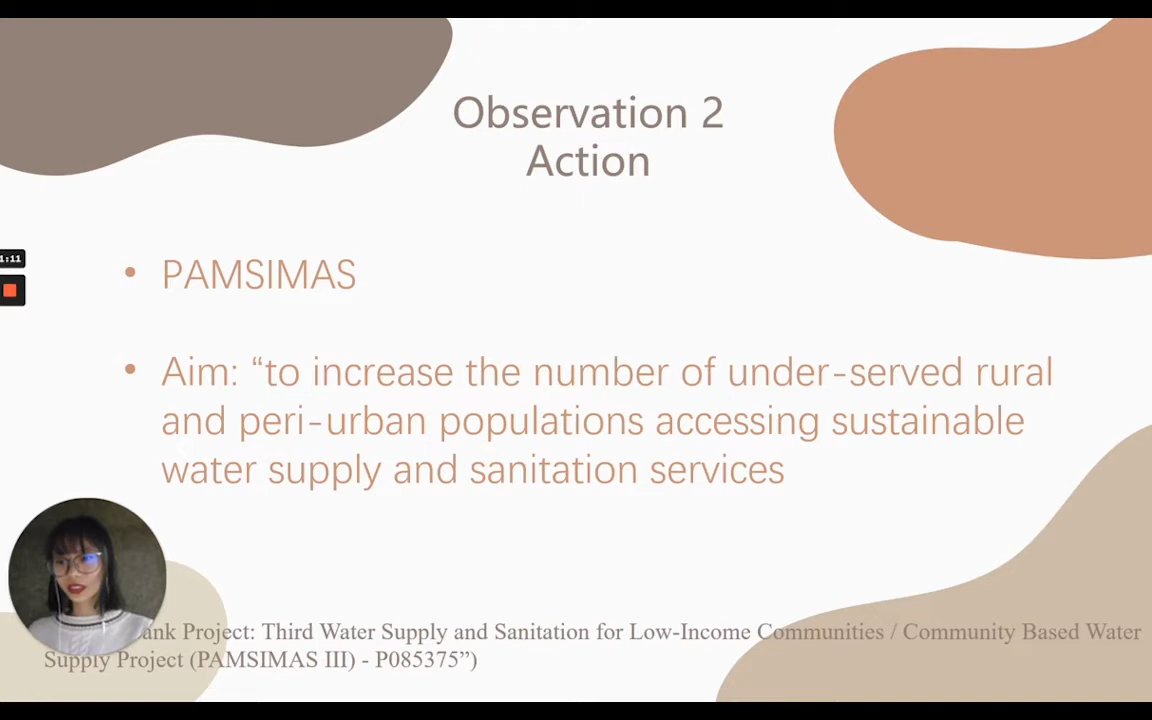 Observation 2
Action
1:11
• PAMSIMAS
• Aim: “to increase the number of under-served rural
and peri-urban populations accessing sustainable
water supply and sanitation services
Project: Third Water Supply and Sanitation for Low-Income Communities / Community Based Water
Supply Project (PAMSIMAS III) - P085375”)